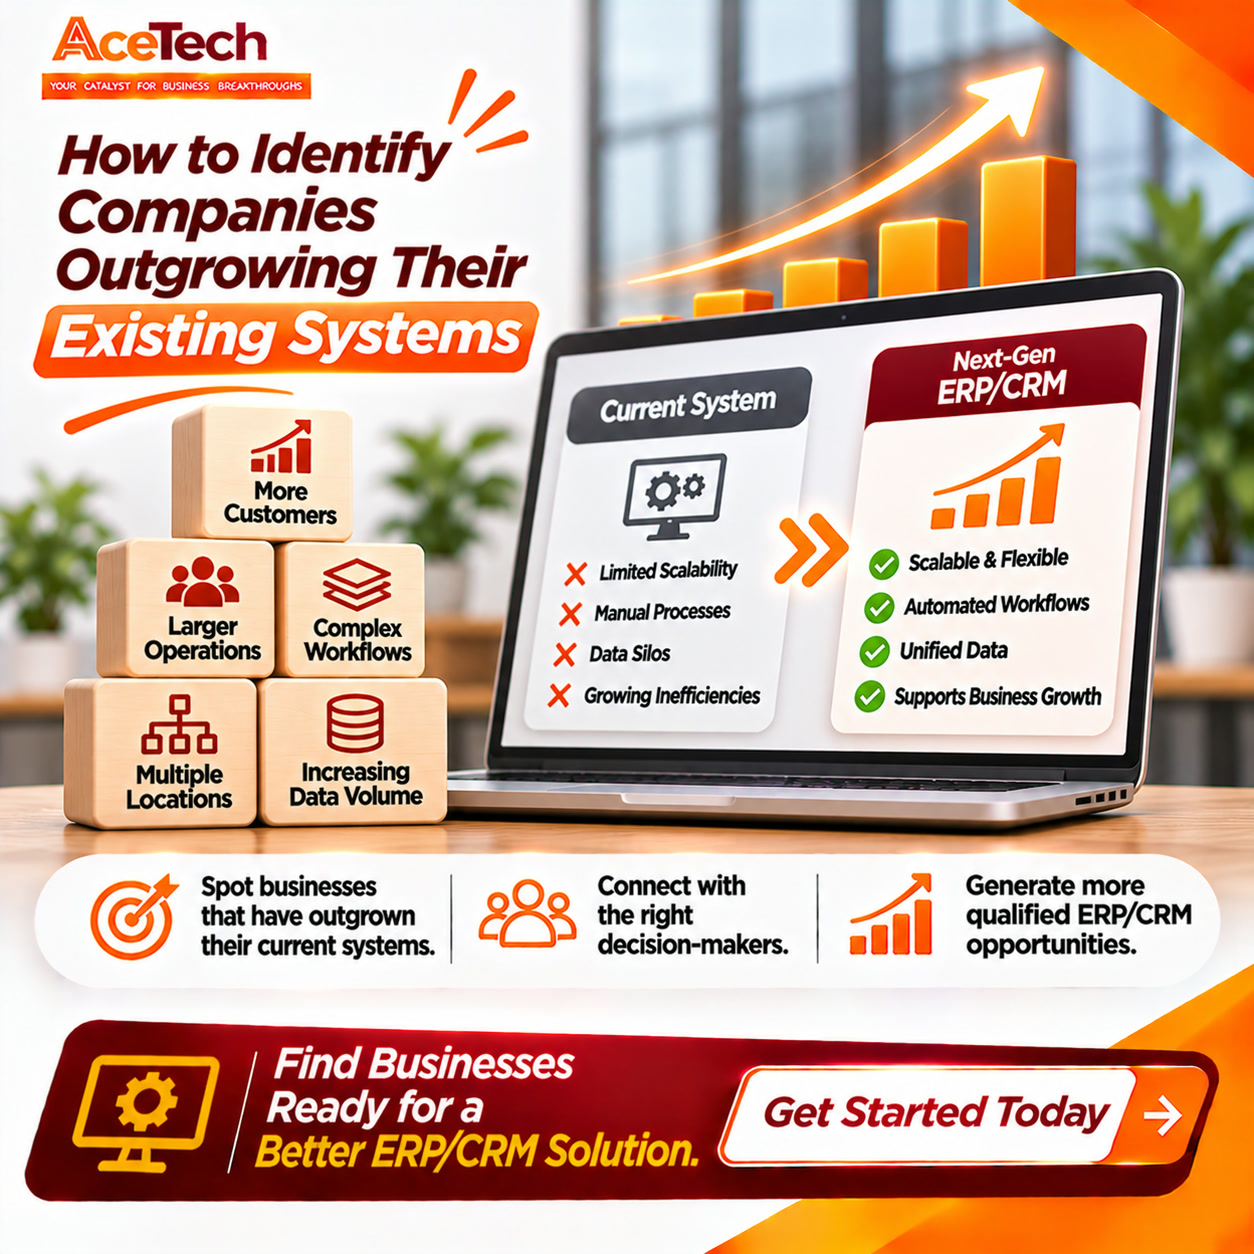 AceTech
YOUR CATALYST FOR BUSINESS BREAKTHROUGHS
How to Identify
Companies
Outgrowing Their
Existing Systems
More
Customers
Larger
Operations
Complex
Workflows
Multiple
Locations
Increasing
Data Volume
Current System
Limited Scalability
Manual Processes
Data Silos
Growing Inefficiencies
Next-Gen
ERP/CRM
Scalable & Flexible
Automated Workflows
Unified Data
Supports Business Growth
Spot businesses
that have outgrown
their current systems.
Connect with
the right
decision-makers.
Generate more
qualified ERP/CRM
opportunities.
Find Businesses
Ready for a
Better ERP/CRM Solution.
Get Started Today